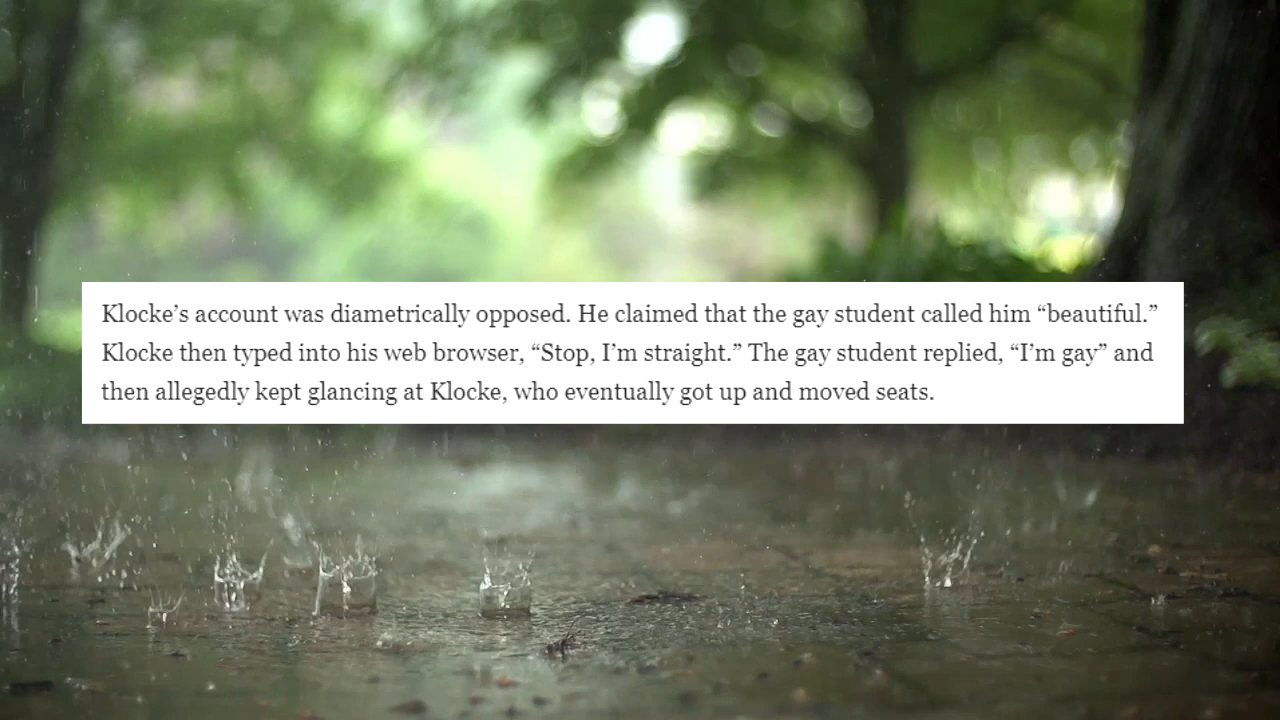 Klocke’s account was diametrically opposed. He claimed that the gay student called him “beautiful.”
Klocke then typed into his web browser, “Stop, I’m straight.” The gay student replied, “I’m gay” and
then allegedly kept glancing at Klocke, who eventually got up and moved seats.